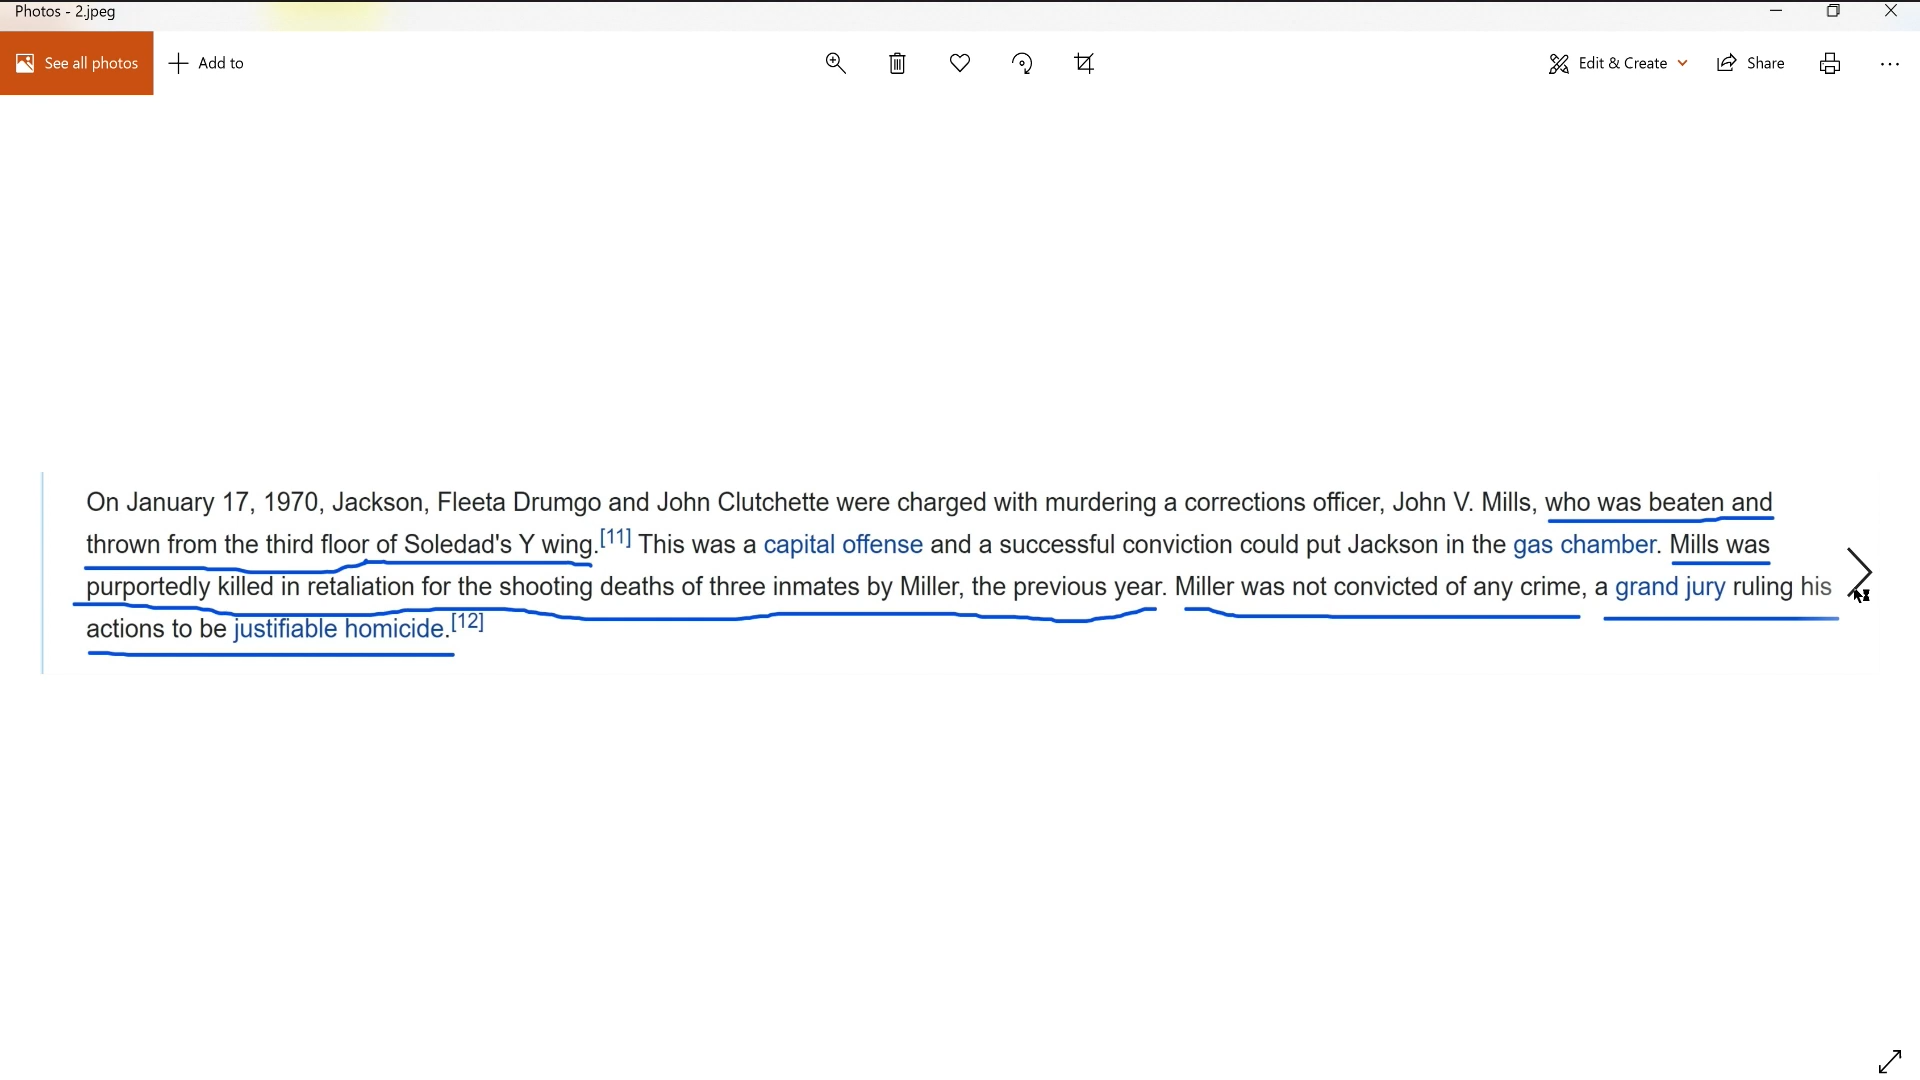 Photos - 2.jpeg
See all photos
Add to
Edit & Create
Share
On January 17, 1970, Jackson, Fleeta Drumgo and John Clutchette were charged with murdering a corrections officer, John V. Mills, who was beaten and
thrown from the third floor of Soledad's Y wing.[11] This was a capital offense and a successful conviction could put Jackson in the gas chamber. Mills was
purportedly killed in retaliation for the shooting deaths of three inmates by Miller, the previous year. Miller was not convicted of any crime, a grand jury ruling his
actions to be justifiable homicide.[12]